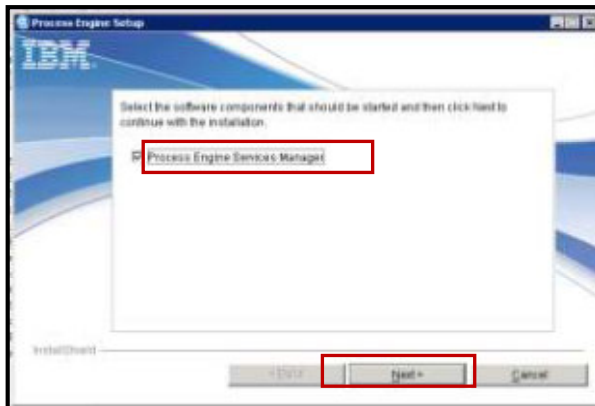 Process Engine Setup
IBM.
Select the software components that should be started and then click Next to
continue with the installation.
Process Engine Services Manager
InstallShield
< Back
Next >
Cancel